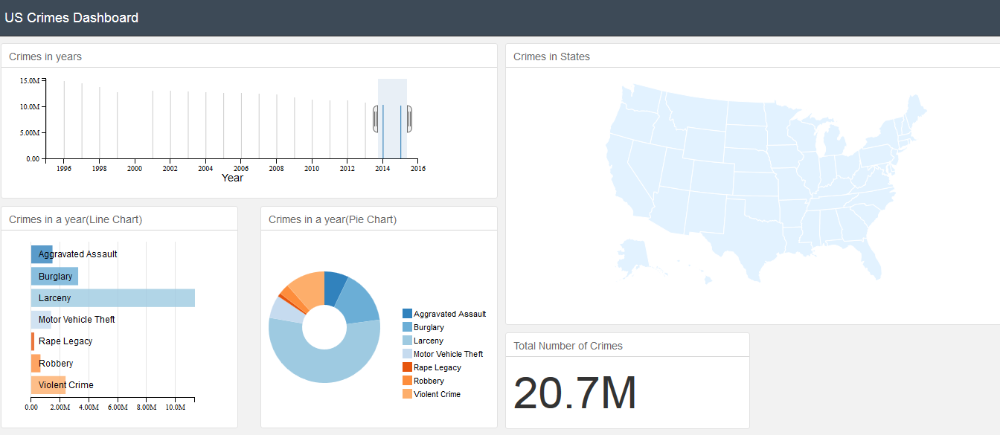 US Crimes Dashboard
Crimes in years
15.0M
10.0M
5.00M
0.00
1996 1998 2000 2002 2004 2006 2008 2010 2012 2014 2016
Year
Crimes in States
Crimes in a year(Line Chart)
Aggravated Assault
Burglary
Larceny
Motor Vehicle Theft
Rape Legacy
Robbery
Violent Crime
0.00 2.00M 4.00M 6.00M 8.00M 10.0M
Crimes in a year(Pie Chart)
Aggravated Assault
Burglary
Larceny
Motor Vehicle Theft
Rape Legacy
Robbery
Violent Crime
Total Number of Crimes
20.7M